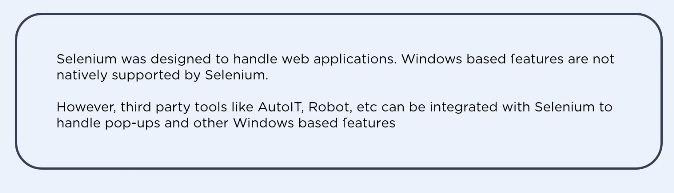 Selenium was designed to handle web applications. Windows based features are not
natively supported by Selenium.
However, third party tools like AutoIT, Robot, etc can be integrated with Selenium to
handle pop-ups and other Windows based features